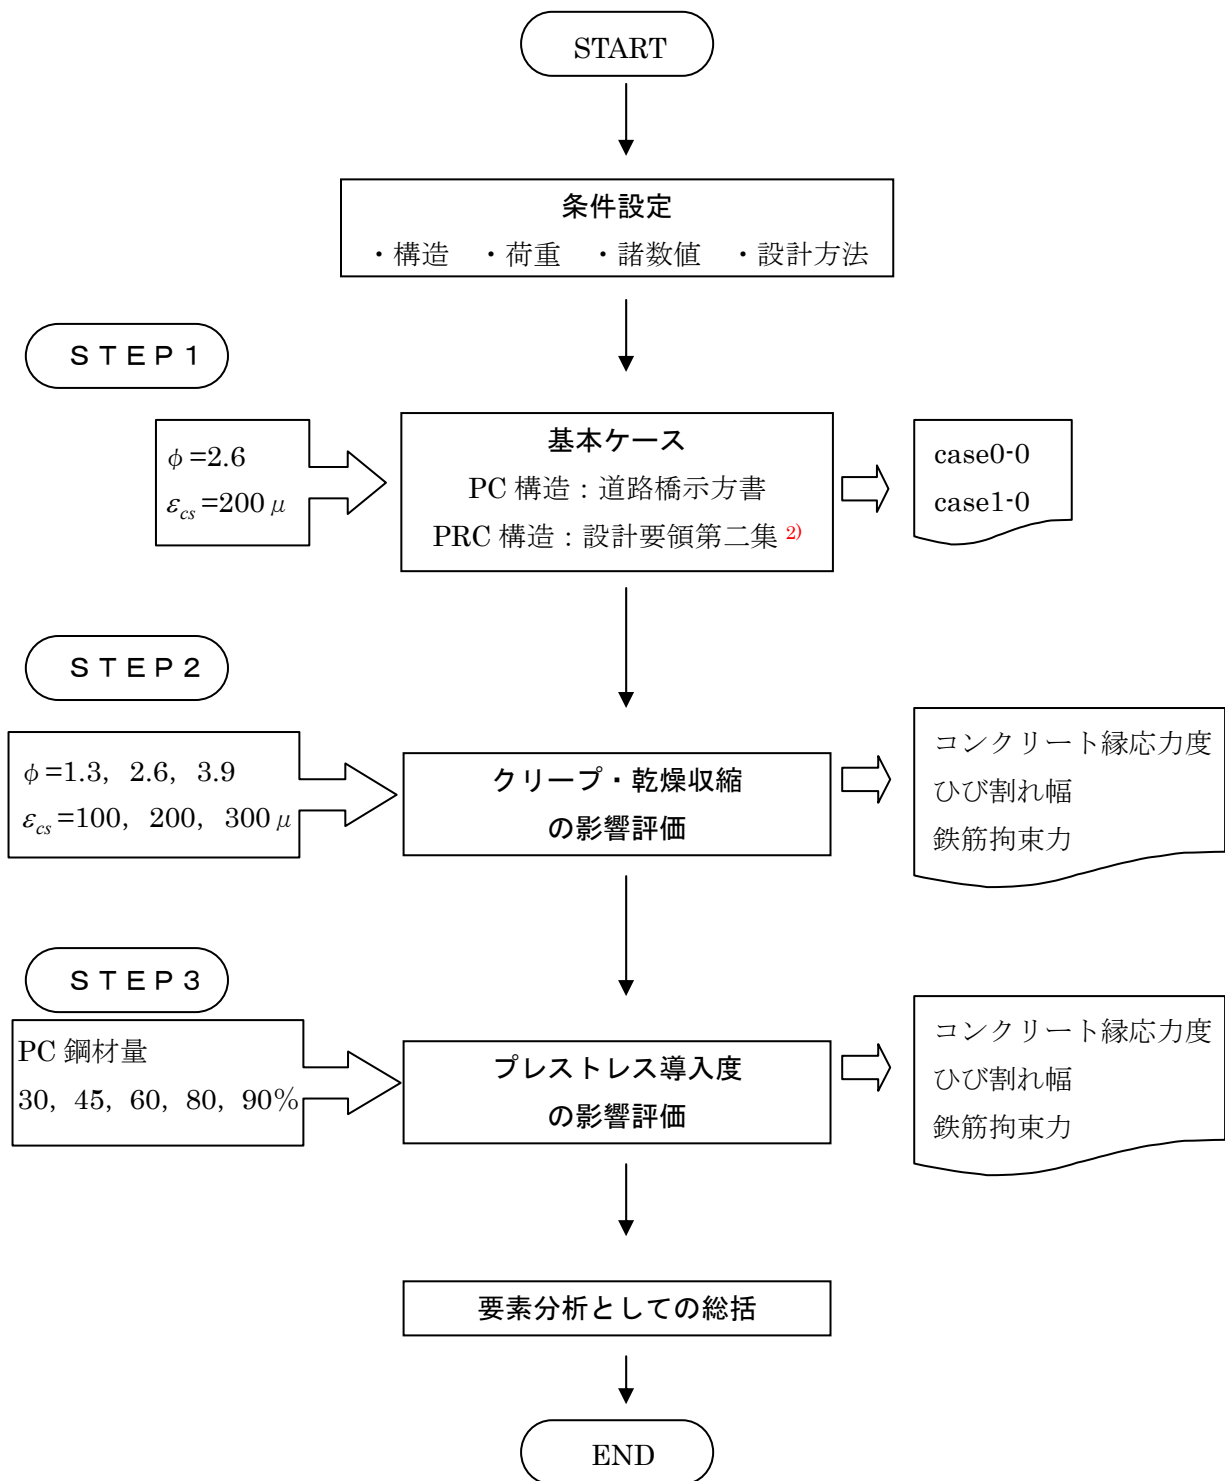 START
条件設定
・構造 ・荷重 ・諸数値 ・設計方法
STEP1
φ=2.6
ε_cs=200μ
基本ケース
PC 構造：道路橋示方書
PRC 構造：設計要領第二集 2)
case0-0
case1-0
STEP2
φ=1.3, 2.6, 3.9
ε_cs=100, 200, 300μ
クリープ・乾燥収縮
の影響評価
コンクリート縁応力度
ひび割れ幅
鉄筋拘束力
STEP3
PC 鋼材量
30, 45, 60, 80, 90%
プレストレス導入度
の影響評価
コンクリート縁応力度
ひび割れ幅
鉄筋拘束力
要素分析としての総括
END